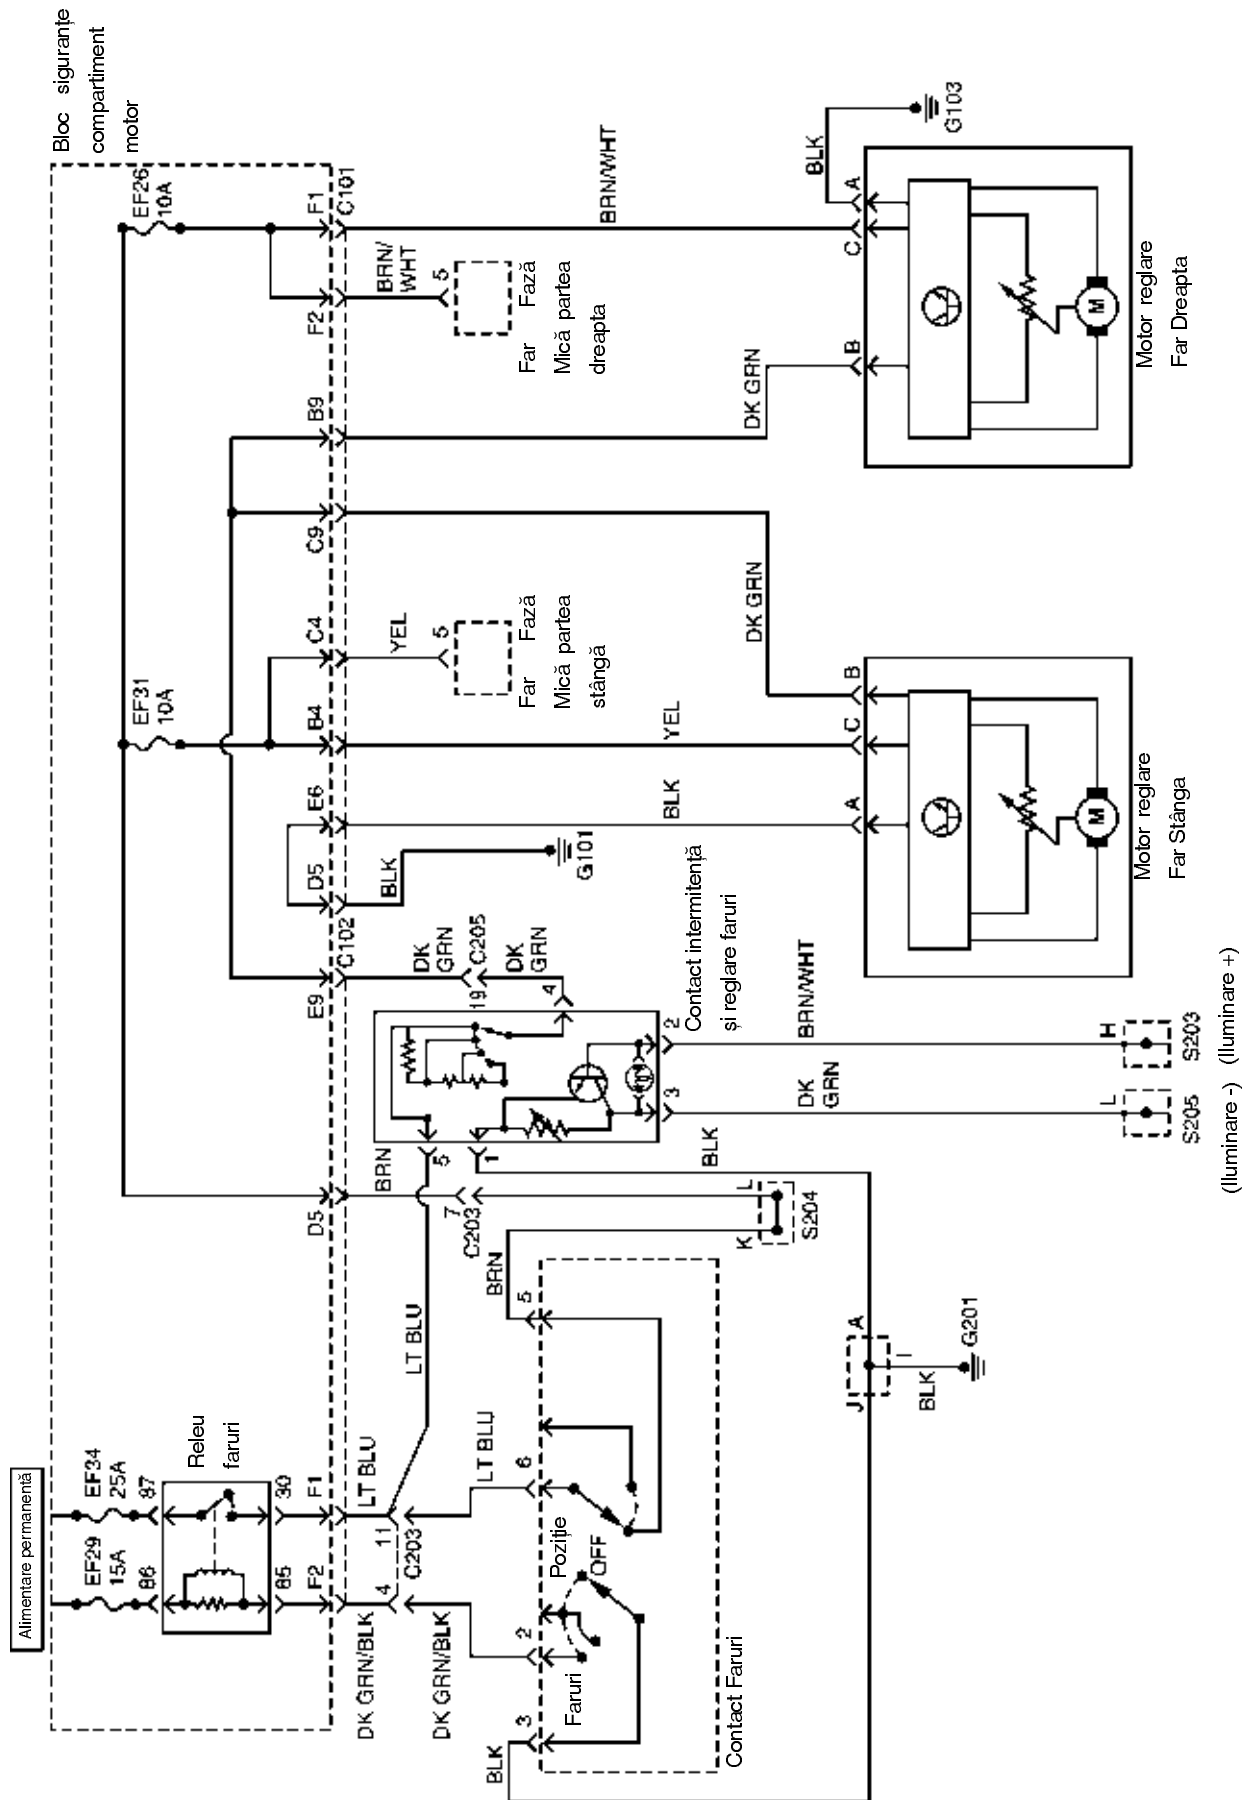 Alimentare permanentă
EF29
15A
EF34
25A
86
87
Releu
faruri
85
30
F2
F1
D5
E9
C102
D5
E6
B4
C4
C9
B9
F2
F1
C101
EF31
10A
EF26
10A
Bloc siguranțe
compartiment
motor
DK GRN/BLK
LT BLU
4
11
C203
DK GRN/BLK
LT BLU
LT BLU
BRN
7
C203
BRN
5
1
DK
GRN
19
C205
DK
GRN
4
3
2
Contact intermitență
și reglare faruri
BLK
G101
YEL
5
Far Fază
Mică partea
stângă
BRN/
WHT
5
Far Fază
Mică partea
dreapta
BRN/WHT
BLK
G103
BLK
YEL
DK GRN
DK GRN
A
C
B
B
C
A
M
M
Motor reglare
Far Stânga
Motor reglare
Far Dreapta
BLK
3
2
6
5
Faruri
Poziție
OFF
Contact Faruri
K
L
S204
BLK
J
A
I
BLK
G201
DK
GRN
BRN/WHT
L
H
S205
S203
(Iluminare -)
(Iluminare +)